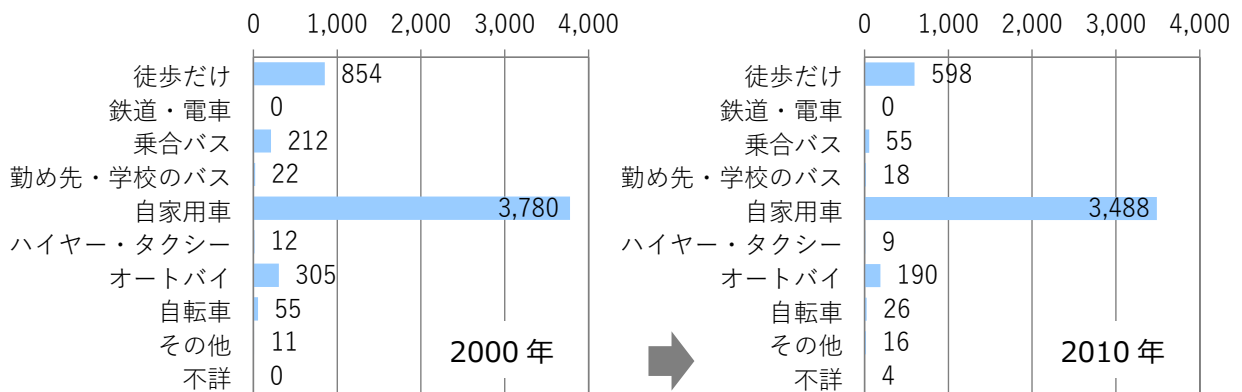 0 1,000 2,000 3,000 4,000
徒歩だけ 854
鉄道・電車 0
乗合バス 212
勤め先・学校のバス 22
自家用車 3,780
ハイヤー・タクシー 12
オートバイ 305
自転車 55
その他 11
不詳 0
2000 年
0 1,000 2,000 3,000 4,000
徒歩だけ 598
鉄道・電車 0
乗合バス 55
勤め先・学校のバス 18
自家用車 3,488
ハイヤー・タクシー 9
オートバイ 190
自転車 26
その他 16
不詳 4
2010 年